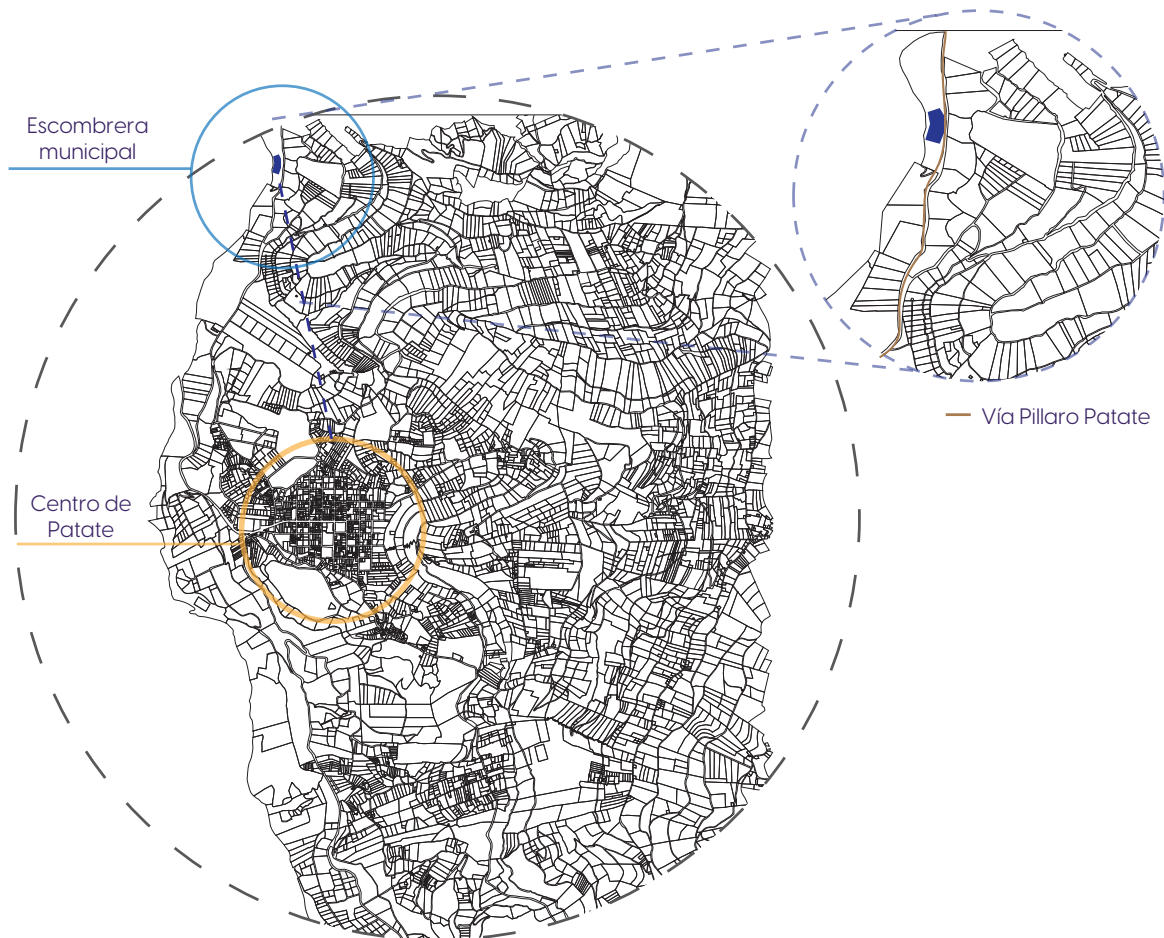 Escombrera
municipal
Vía Pillaro Patate
Centro de
Patate